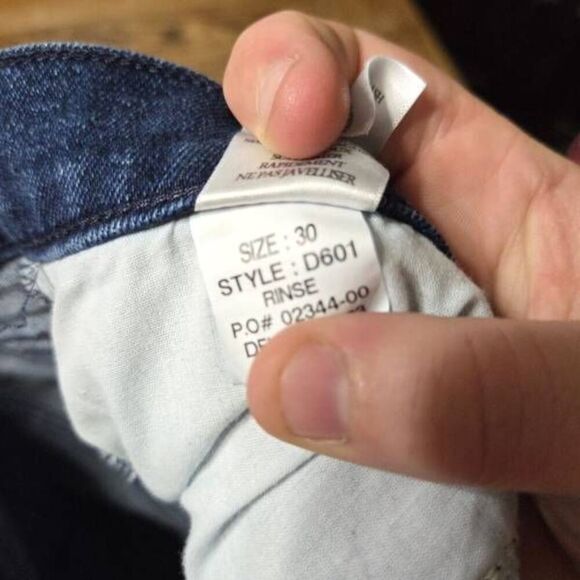 RAPIDEMENT
NE PAS JAVELLISER
SIZE : 30
STYLE : D601
RINSE
P.O# 02344-00